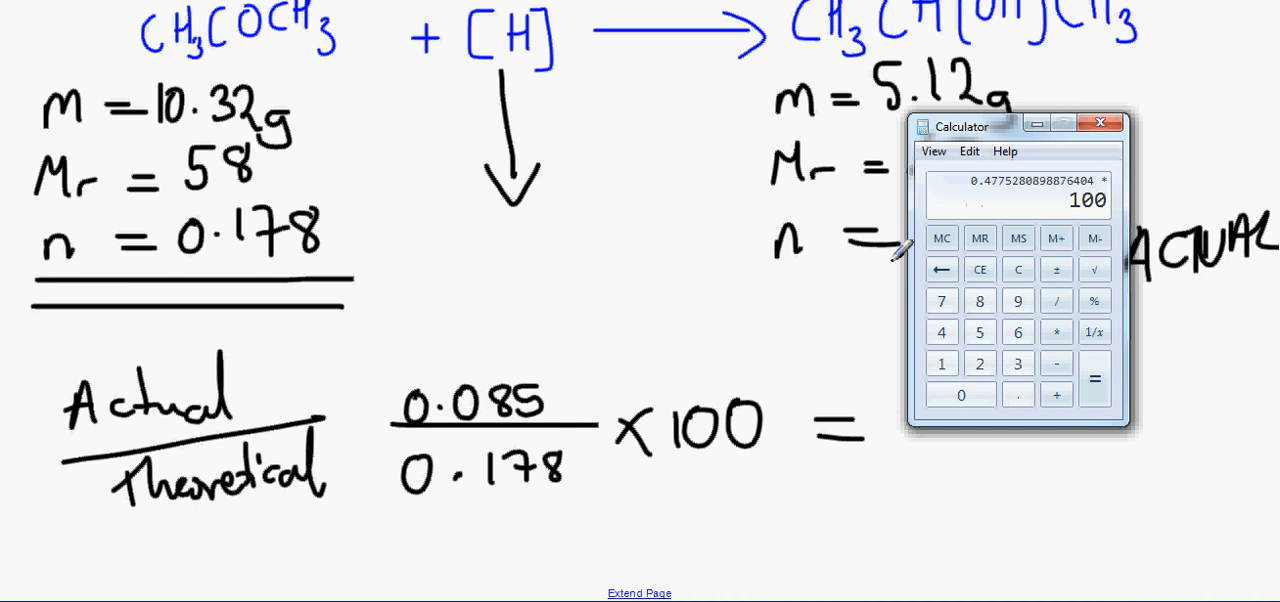 CH3COCH3 + [H] ⟶ CH3CH(OH)CH3
m = 10.32g
Mr = 58
n = 0.178
m = 5.12g
Mr =
n =
ACTUAL
Calculator
View Edit Help
0.4775280898876404 *
100
MC MR MS M+ M-
← CE C ± √
7 8 9 / %
4 5 6 * 1/x
1 2 3 - =
0 . +
Actual
Theoretical
0.085
0.178
× 100 =
Extend Page